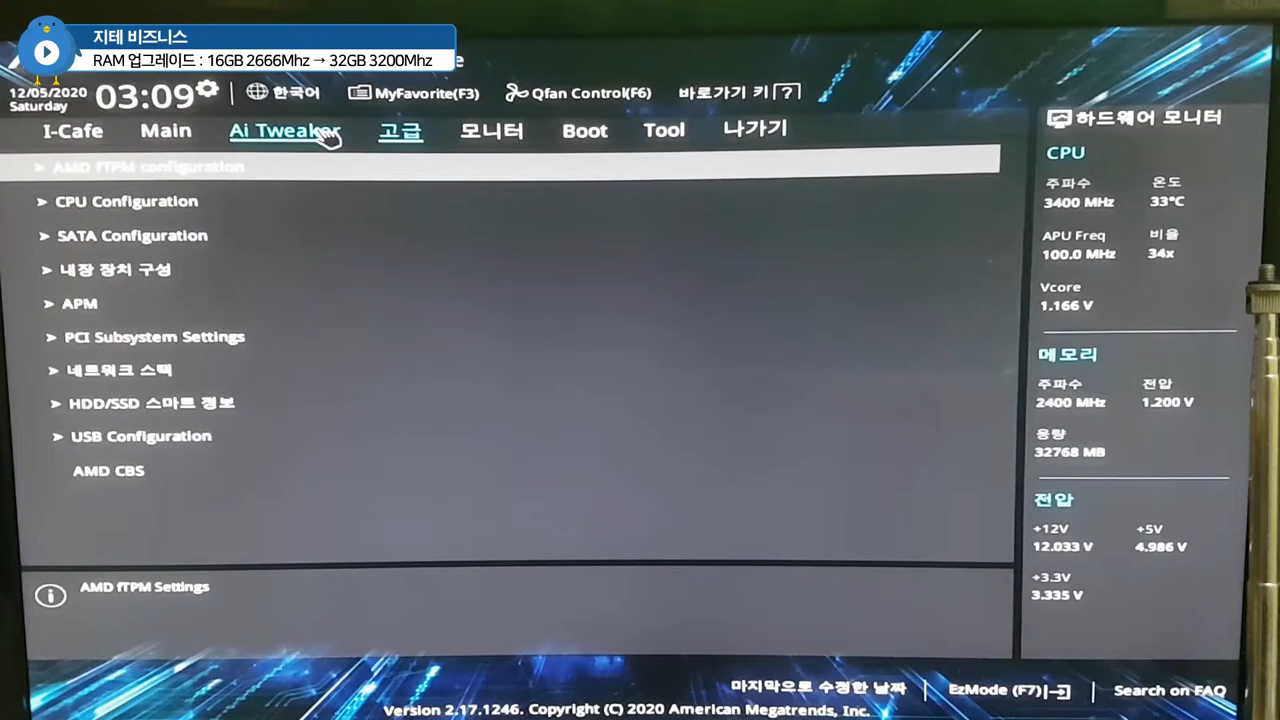 지테 비즈니스
RAM 업그레이드 : 16GB 2666Mhz → 32GB 3200Mhz
12/05/2020
Saturday
03:09
한국어
MyFavorite(F3)
Qfan Control(F6)
바로가기 키 ?
I-Cafe Main Ai Tweaker 고급 모니터 Boot Tool 나가기
AMD fTPM configuration
CPU Configuration
SATA Configuration
내장 장치 구성
APM
PCI Subsystem Settings
네트워크 스택
HDD/SSD 스마트 정보
USB Configuration
AMD CBS
AMD fTPM Settings
하드웨어 모니터
CPU
주파수 온도
3400 MHz 33°C
APU Freq 비율
100.0 MHz 34x
Vcore
1.166 V
메모리
주파수 전압
2400 MHz 1.200 V
용량
32768 MB
전압
+12V +5V
12.033 V 4.986 V
+3.3V
3.335 V
마지막으로 수정한 날짜
EzMode (F7)
Search on FAQ
Version 2.17.1246. Copyright (C) 2020 American Megatrends, Inc.